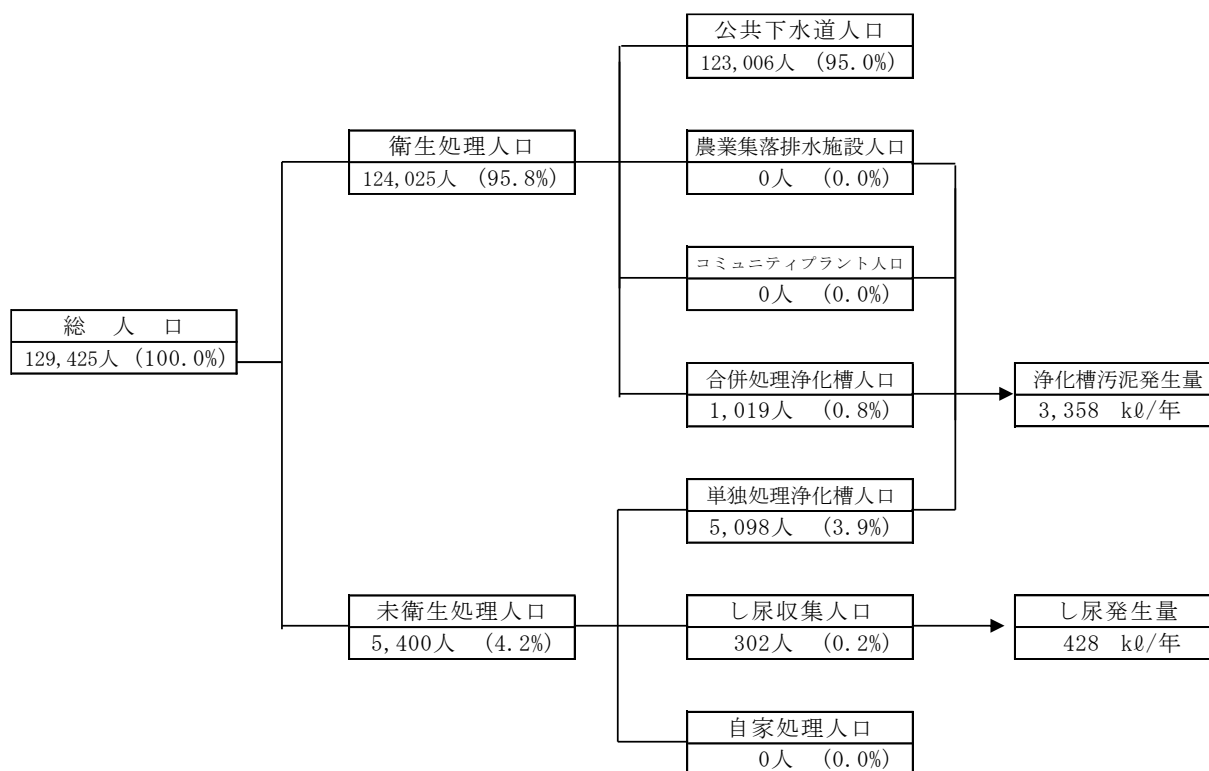 公共下水道人口
123,006人 (95.0%)
衛生処理人口
124,025人 (95.8%)
農業集落排水施設人口
0人 (0.0%)
コミュニティプラント人口
0人 (0.0%)
総 人 口
129,425人 (100.0%)
合併処理浄化槽人口
1,019人 (0.8%)
浄化槽汚泥発生量
3,358 kℓ/年
単独処理浄化槽人口
5,098人 (3.9%)
未衛生処理人口
5,400人 (4.2%)
し尿収集人口
302人 (0.2%)
し尿発生量
428 kℓ/年
自家処理人口
0人 (0.0%)